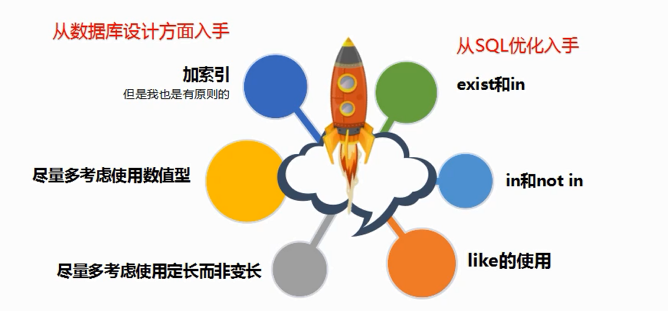 从数据库设计方面入手
加索引
但是我也是有原则的
尽量多考虑使用数值型
尽量多考虑使用定长而非变长
从SQL优化入手
exist和in
in和not in
like的使用